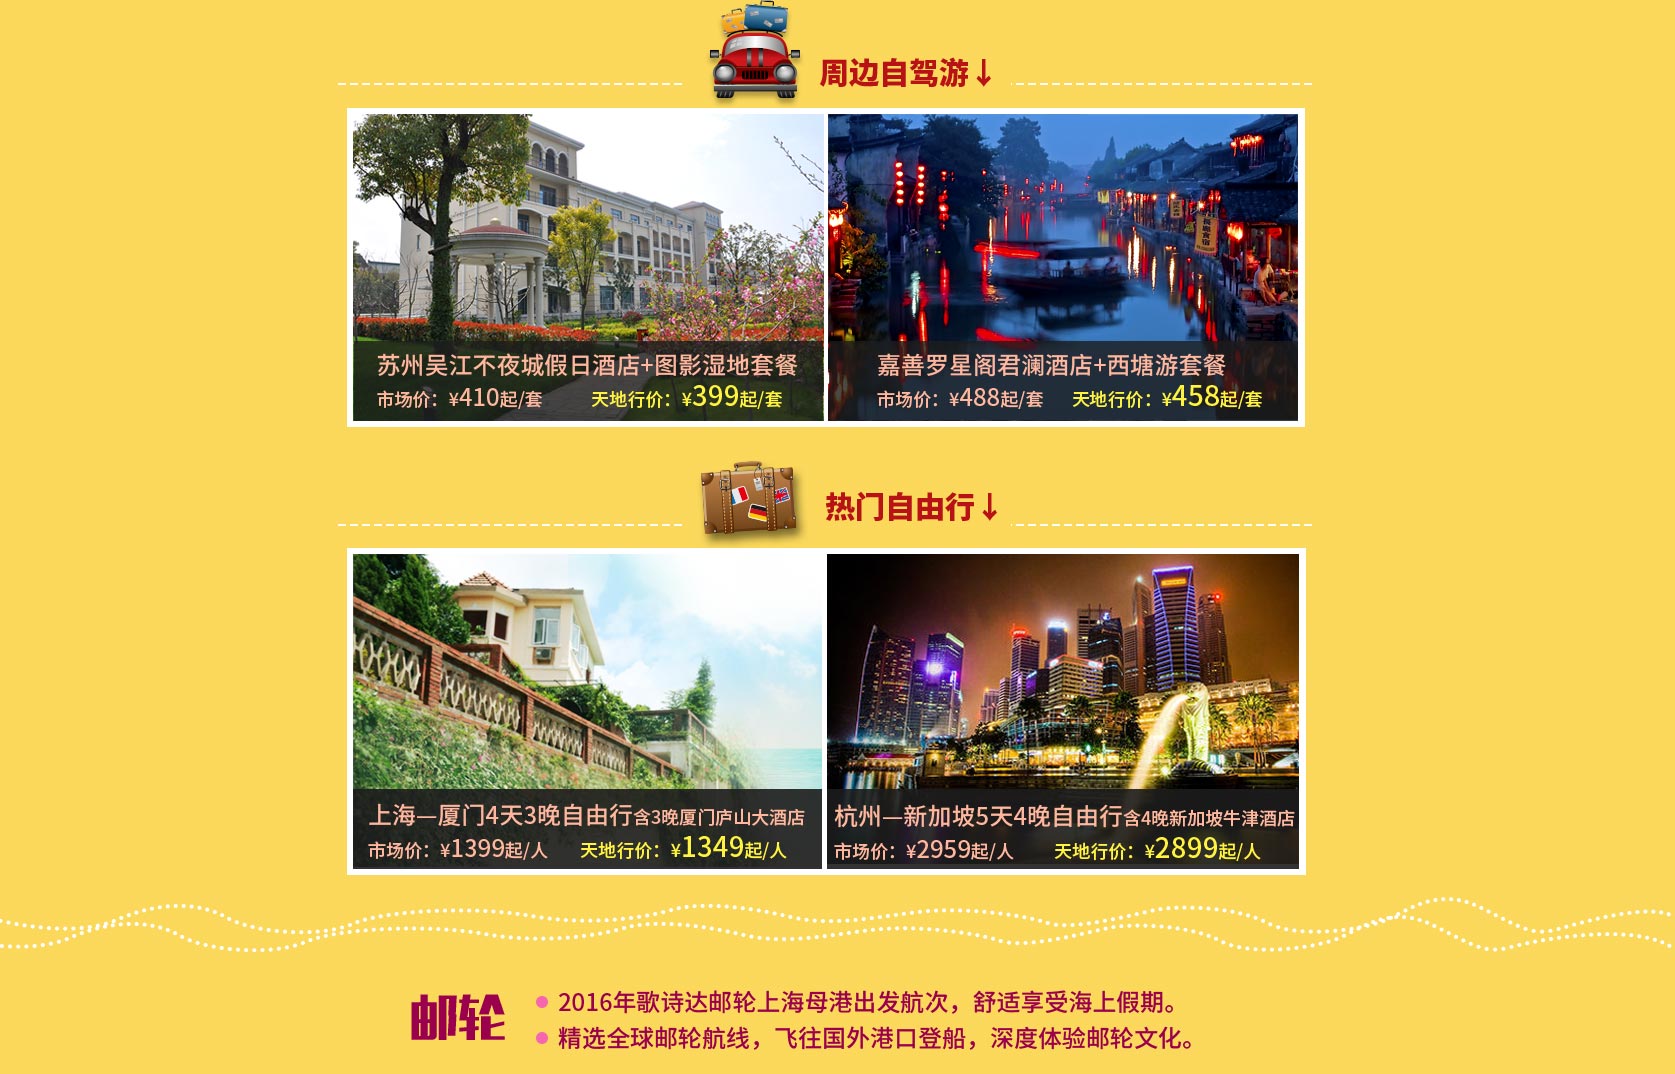 周边自驾游↓
苏州吴江不夜城假日酒店+图影湿地套餐
市场价：¥410起/套 天地行价：¥399起/套
嘉善罗星阁君澜酒店+西塘游套餐
市场价：¥488起/套 天地行价：¥458起/套
热门自由行↓
上海—厦门4天3晚自由行含3晚厦门庐山大酒店
市场价：¥1399起/人 天地行价：¥1349起/人
杭州—新加坡5天4晚自由行含4晚新加坡牛津酒店
市场价：¥2959起/人 天地行价：¥2899起/人
邮轮
2016年歌诗达邮轮上海母港出发航次，舒适享受海上假期。
精选全球邮轮航线，飞往国外港口登船，深度体验邮轮文化。